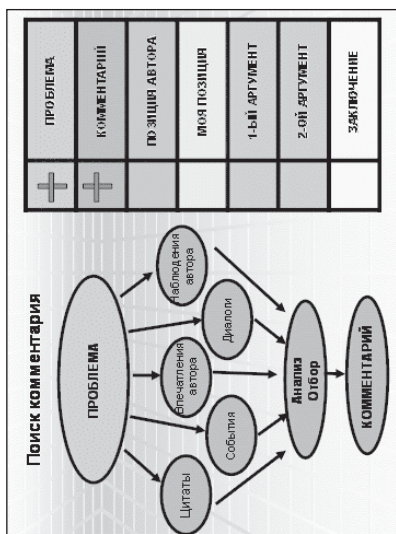 Поиск комментария
ПРОБЛЕМА
Цитаты
События
Впечатления
автора
Диалоги
Наблюдения
автора
Анализ
Отбор
КОММЕНТАРИЙ
ПРОБЛЕМА
КОММЕНТАРИЙ
ПОЗИЦИЯ АВТОРА
МОЯ ПОЗИЦИЯ
1-ЫЙ АРГУМЕНТ
2-ОЙ АРГУМЕНТ
ЗАКЛЮЧЕНИЕ